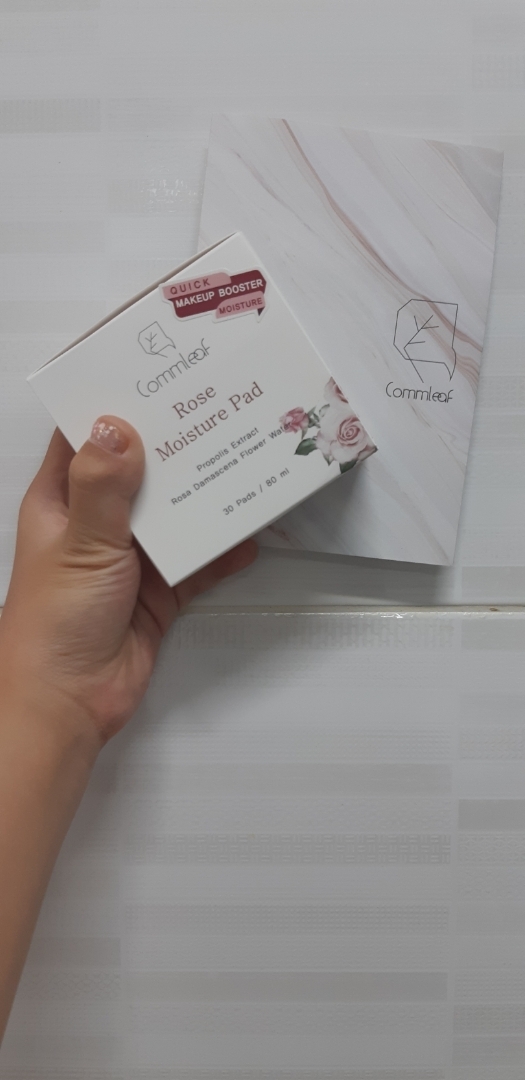 QUICK
MAKEUP BOOSTER
MOISTURE
Commleaf
Rose
Moisture Pad
Propolis Extract
Rosa Damascena Flower Water
30 Pads / 80 ml
Commleaf